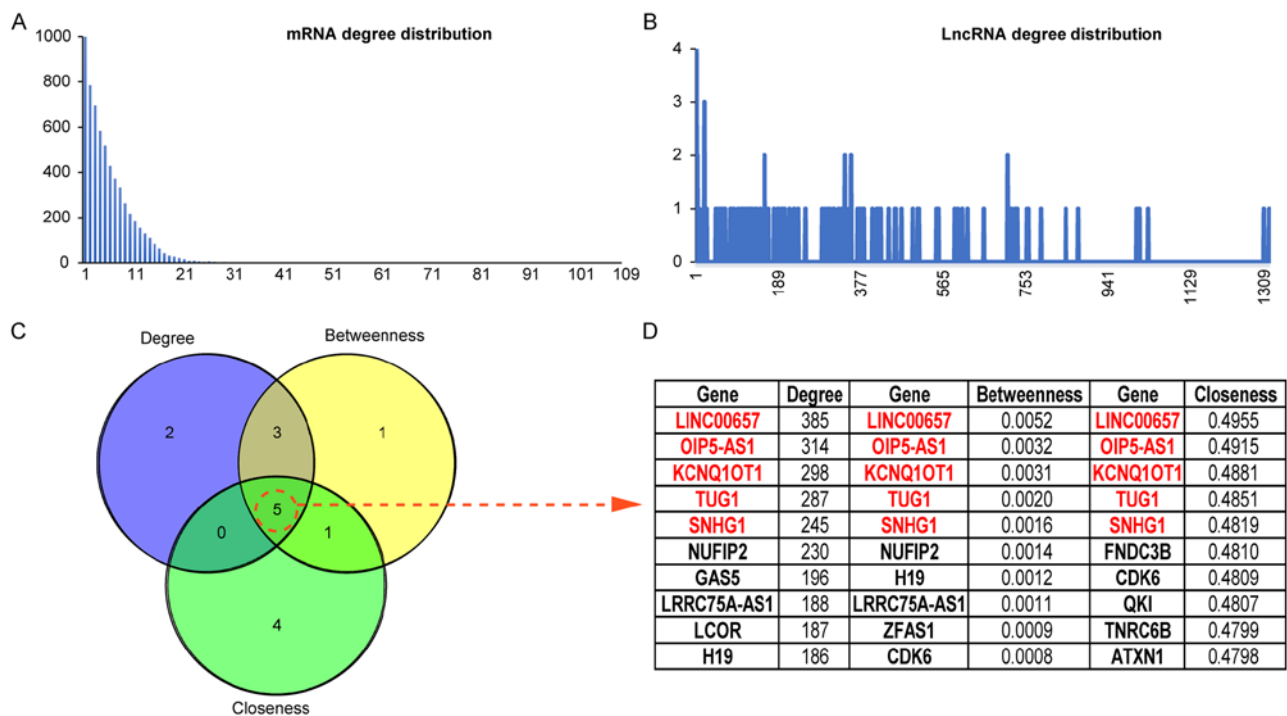 A
mRNA degree distribution
1000
800
600
400
200
0
1 11 21 31 41 51 61 71 81 91 101 109
B
LncRNA degree distribution
4
3
2
1
0
1 189 377 565 753 941 1129 1309
C
Degree Betweenness
2 3 1
5
0 1
4
Closeness
D
Gene Degree Gene Betweenness Gene Closeness
LINC00657 385 LINC00657 0.0052 LINC00657 0.4955
OIP5-AS1 314 OIP5-AS1 0.0032 OIP5-AS1 0.4915
KCNQ1OT1 298 KCNQ1OT1 0.0031 KCNQ1OT1 0.4881
TUG1 287 TUG1 0.0020 TUG1 0.4851
SNHG1 245 SNHG1 0.0016 SNHG1 0.4819
NUFIP2 230 NUFIP2 0.0014 FNDC3B 0.4810
GAS5 196 H19 0.0012 CDK6 0.4809
LRRC75A-AS1 188 LRRC75A-AS1 0.0011 QKI 0.4807
LCOR 187 ZFAS1 0.0009 TNRC6B 0.4799
H19 186 CDK6 0.0008 ATXN1 0.4798